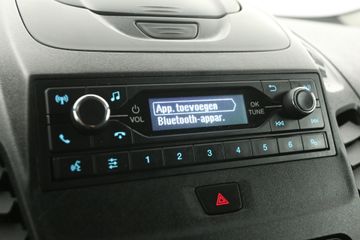 App. toevoegen
Bluetooth-appar.
VOL
OK
TUNE
1 2 3 4 5 6